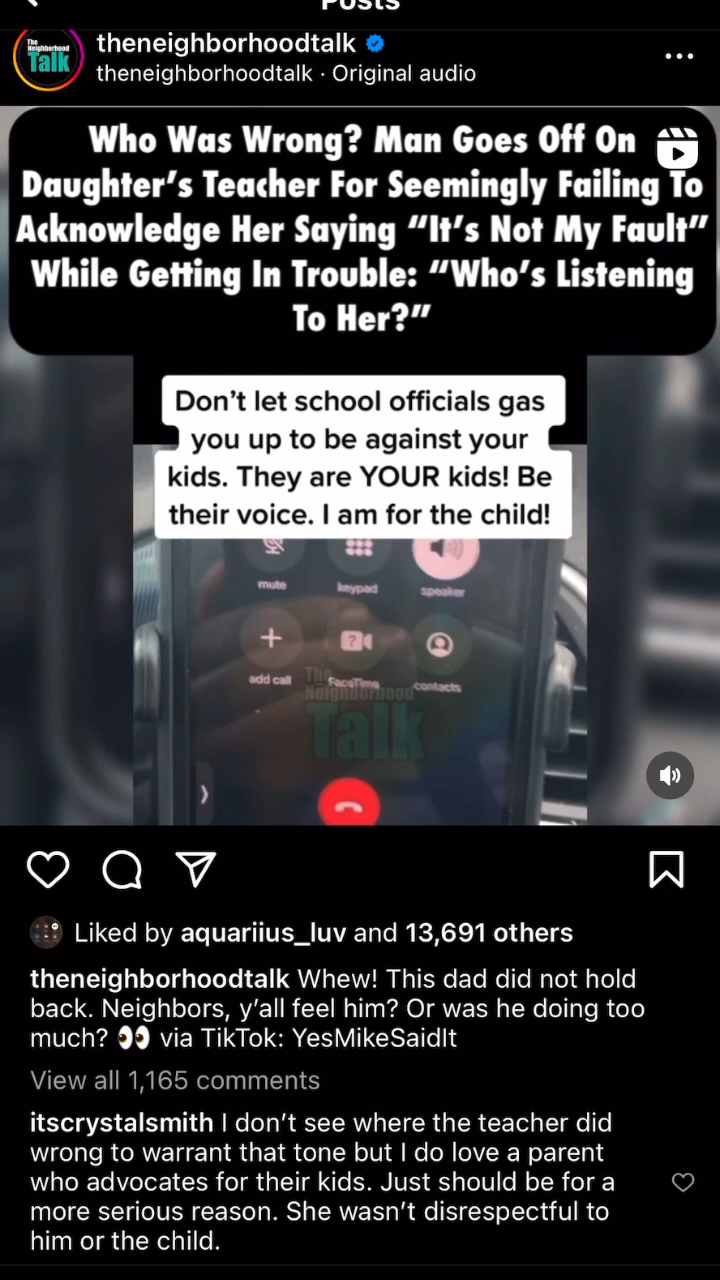 Posts
The
Neighborhood
Talk
theneighborhoodtalk
theneighborhoodtalk · Original audio
Who Was Wrong? Man Goes Off On
Daughter’s Teacher For Seemingly Failing To
Acknowledge Her Saying “It’s Not My Fault”
While Getting In Trouble: “Who’s Listening
To Her?”
Don’t let school officials gas
you up to be against your
kids. They are YOUR kids! Be
their voice. I am for the child!
mute keypad speaker
add call FaceTime contacts
The
Neighborhood
Talk
Liked by aquariius_luv and 13,691 others
theneighborhoodtalk Whew! This dad did not hold
back. Neighbors, y’all feel him? Or was he doing too
much? 👀 via TikTok: YesMikeSaidIt
View all 1,165 comments
itscrystalsmith I don’t see where the teacher did
wrong to warrant that tone but I do love a parent
who advocates for their kids. Just should be for a
more serious reason. She wasn’t disrespectful to
him or the child.